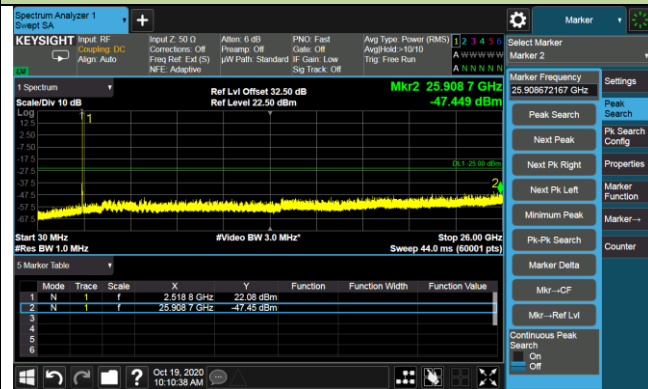 Spectrum Analyzer 1
Swept SA
Marker
KEYSIGHT
Input: RF
Coupling: DC
Align: Auto
Input Z: 50 Ω
Corrections: Off
Freq Ref: Ext (S)
NFE: Adaptive
Atten: 6 dB
Preamp: Off
µW Path: Standard
PNO: Fast
Gate: Off
IF Gain: Low
Sig Track: Off
Avg Type: Power (RMS)
Avg|Hold:>10/10
Trig: Free Run
1 2 3 4 5 6
A W W W W W
A N N N N N
LXI
Select Marker
Marker 2
1 Spectrum
Scale/Div 10 dB
Ref Lvl Offset 32.50 dB
Ref Level 22.50 dBm
Mkr2 25.908 7 GHz
-47.449 dBm
Log
12.5
2.50
-7.50
-17.5
-27.5
-37.5
-47.5
-57.5
-67.5
1
DL1 -25.00 dBm
2
Start 30 MHz
#Res BW 1.0 MHz
#Video BW 3.0 MHz*
Stop 26.00 GHz
Sweep 44.0 ms (60001 pts)
5 Marker Table
Mode Trace Scale X Y Function Function Width Function Value
1 N 1 f 2.518 8 GHz 22.08 dBm
2 N 1 f 25.908 7 GHz -47.45 dBm
3
4
5
6
Marker Frequency
25.908672167 GHz
Peak Search
Next Peak
Next Pk Right
Next Pk Left
Minimum Peak
Pk-Pk Search
Marker Delta
Mkr→CF
Mkr→Ref Lvl
Continuous Peak
Search
On
Off
Settings
Peak
Search
Pk Search
Config
Properties
Marker
Function
Marker→
Counter
?
Oct 19, 2020
10:10:38 AM